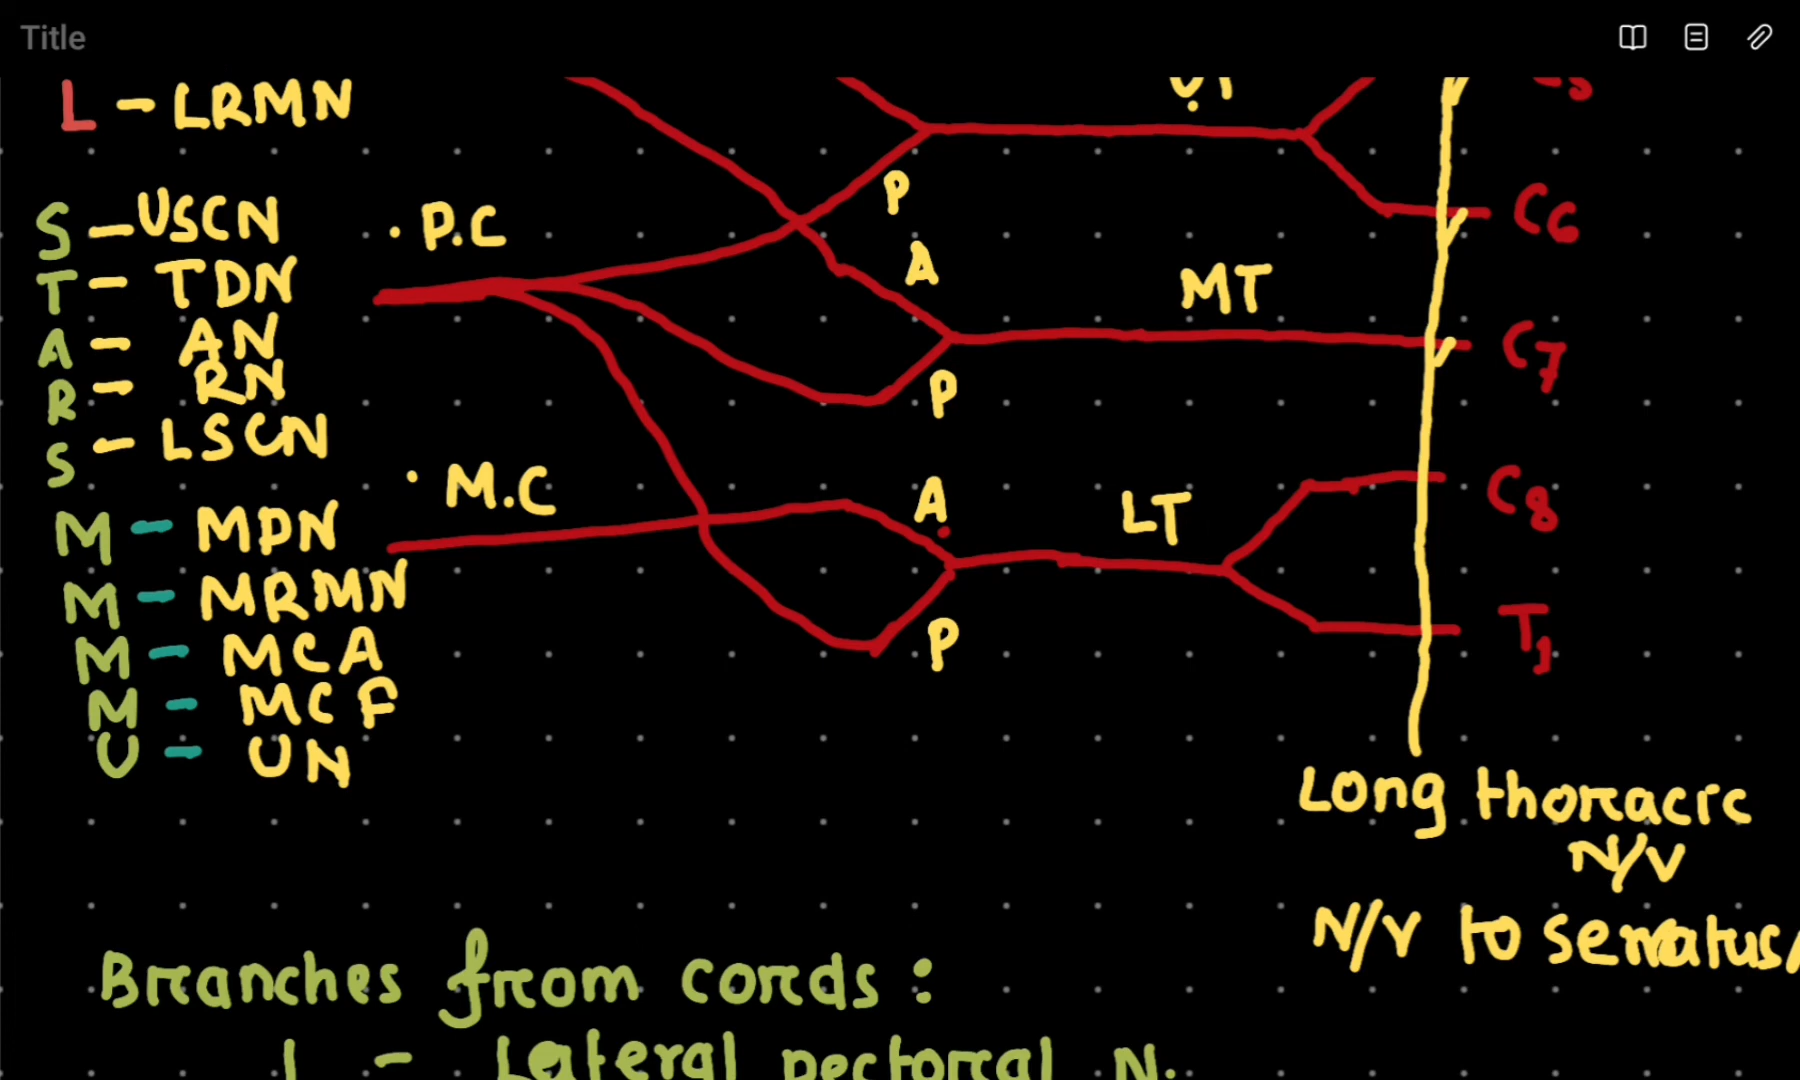 Title
L - LRMN
S - USCN
T - TDN
A - AN
R - RN
S - LSCN
M - MPN
M - MRMN
M - MCA
M - MCF
U - UN
. P.C
. M.C
P
A
P
A
P
MT
LT
C6
C7
C8
T1
Long thoracic
N/V
N/V to serratus
Branches from cords :
L - Lateral pectoral N.